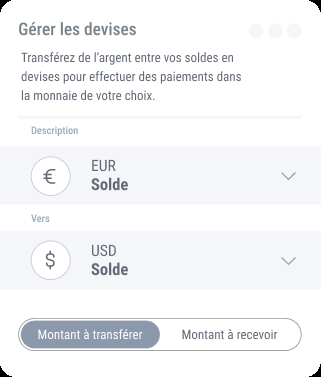 Gérer les devises
Transférez de l'argent entre vos soldes en
devises pour effectuer des paiements dans
la monnaie de votre choix.
Description
€
EUR
Solde
Vers
$
USD
Solde
Montant à transférer Montant à recevoir